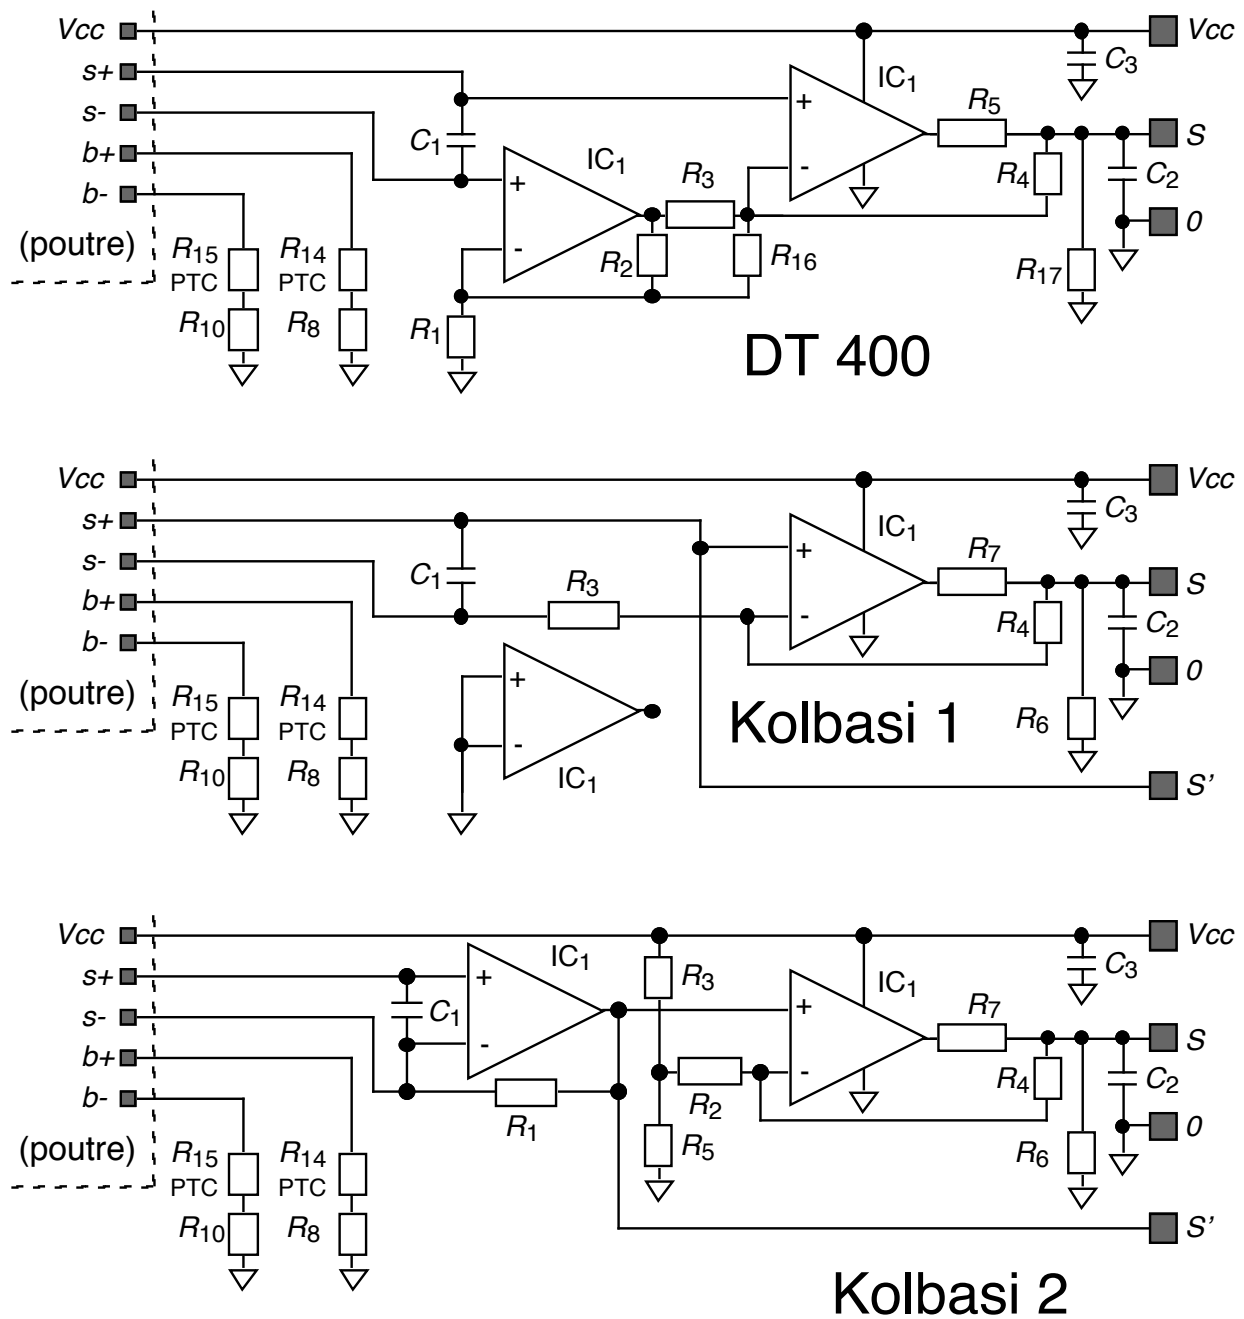 Vcc
Vcc
s+
IC1
C3
s-
R5
C1
IC1
S
b+
R3
R4
C2
b-
0
(poutre)
R15
PTC
R14
PTC
R2
R16
R17
R10
R8
R1
+
-
+
-
DT 400
Vcc
Vcc
s+
IC1
C3
s-
R7
C1
R3
S
b+
R4
C2
b-
0
(poutre)
R15
PTC
R14
PTC
R6
R10
R8
IC1
+
-
+
-
Kolbasi 1
S'
Vcc
Vcc
s+
IC1
R3
IC1
C3
s-
C1
R7
S
b+
R4
C2
b-
R1
R2
0
(poutre)
R15
PTC
R14
PTC
R5
R6
R10
R8
+
-
+
-
S'
Kolbasi 2